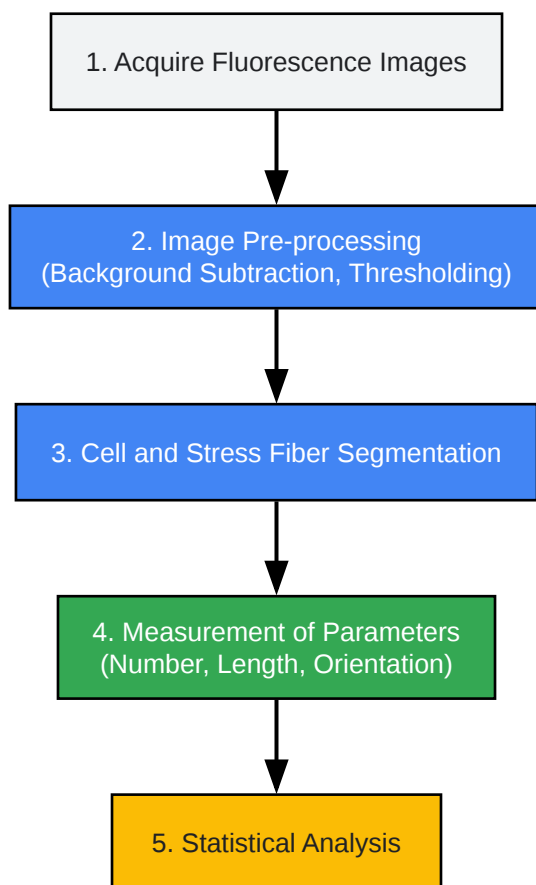 1. Acquire Fluorescence Images
2. Image Pre-processing
(Background Subtraction, Thresholding)
3. Cell and Stress Fiber Segmentation
4. Measurement of Parameters
(Number, Length, Orientation)
5. Statistical Analysis